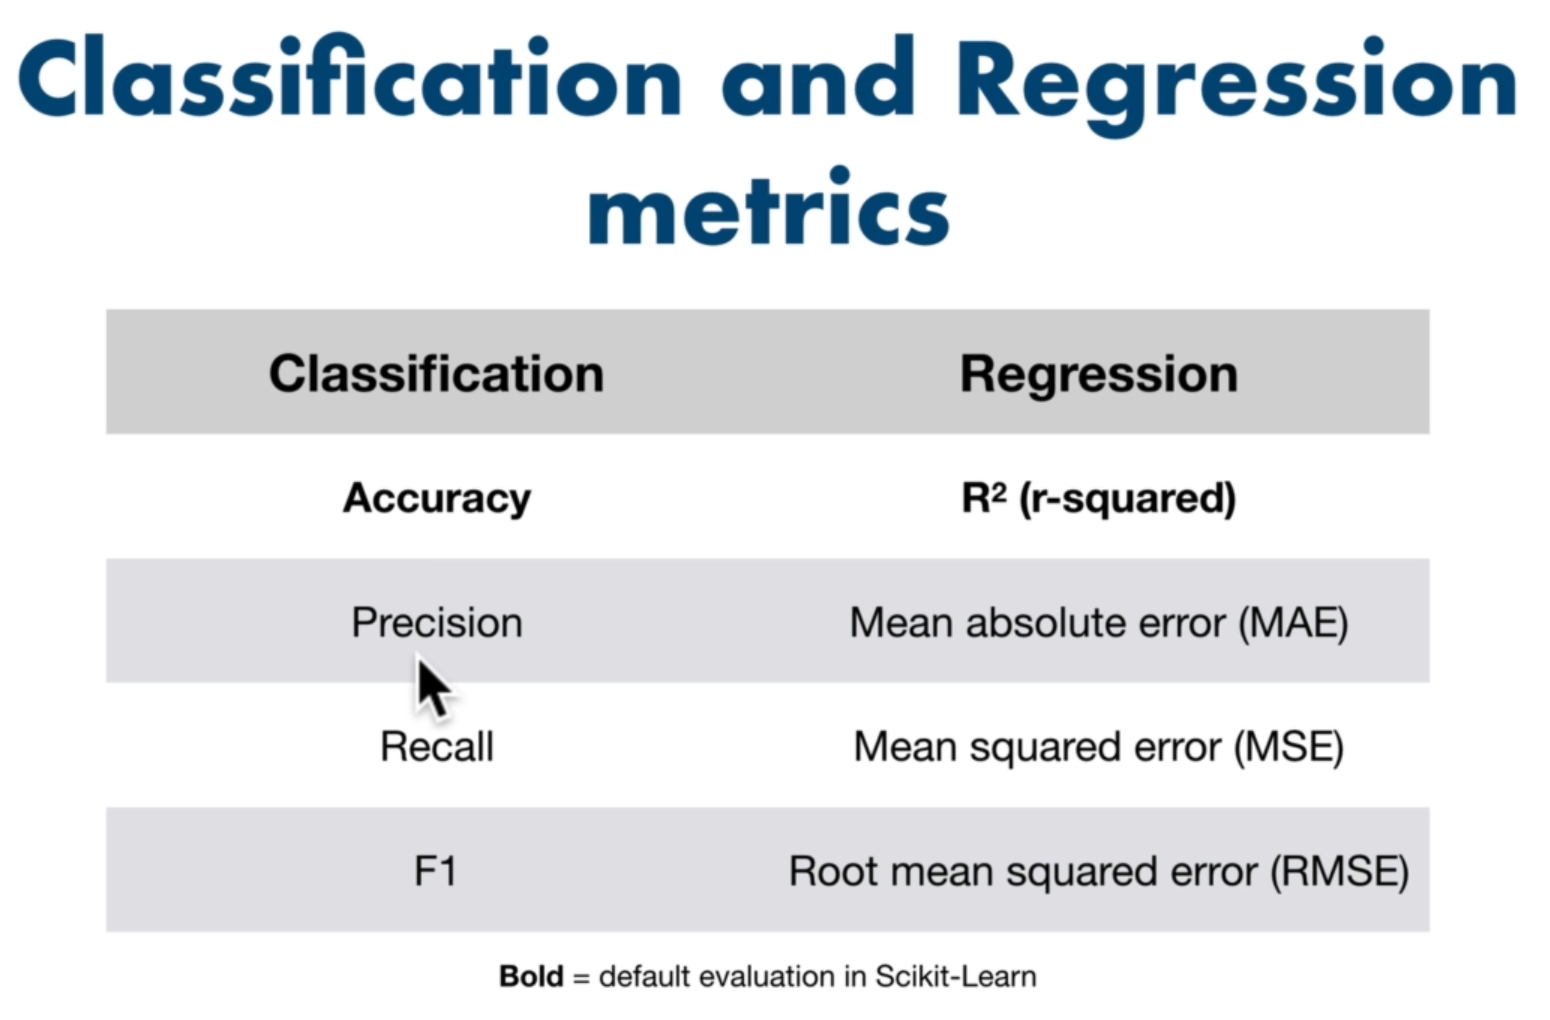 Classification and Regression
metrics
Classification Regression
Accuracy R² (r-squared)
Precision Mean absolute error (MAE)
Recall Mean squared error (MSE)
F1 Root mean squared error (RMSE)
Bold = default evaluation in Scikit-Learn